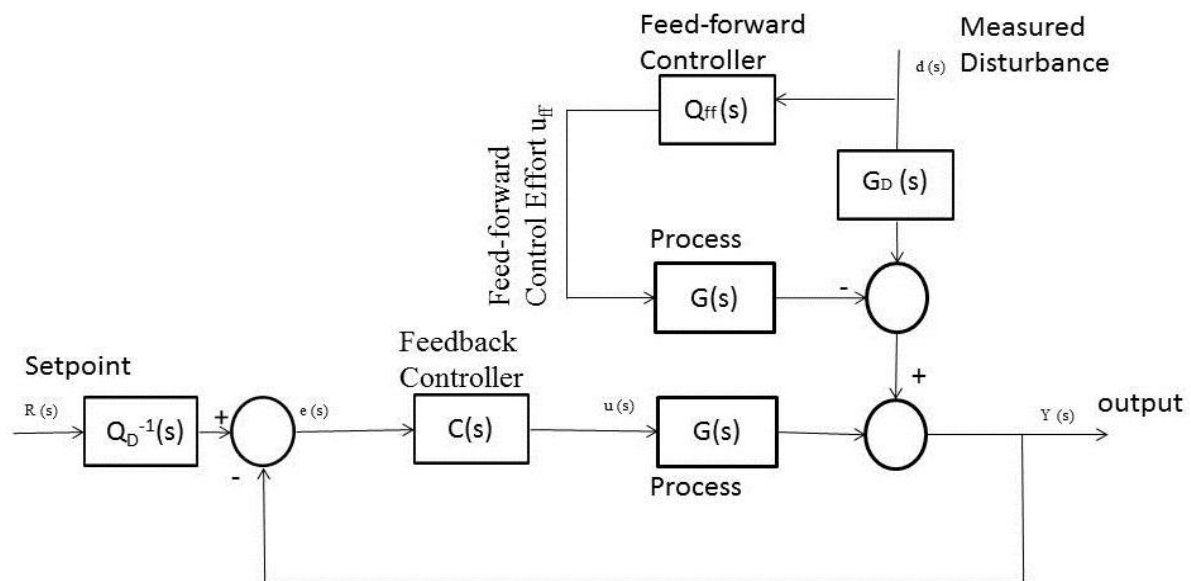 Feed-forward
Controller
Measured
Disturbance
d (s)
Qff(s)
Feed-forward
Control Effort uff
GD (s)
Process
G(s)
-
+
Setpoint
R (s)
QD-1(s)
+
-
e (s)
Feedback
Controller
C(s)
u (s)
G(s)
Process
Y (s)
output